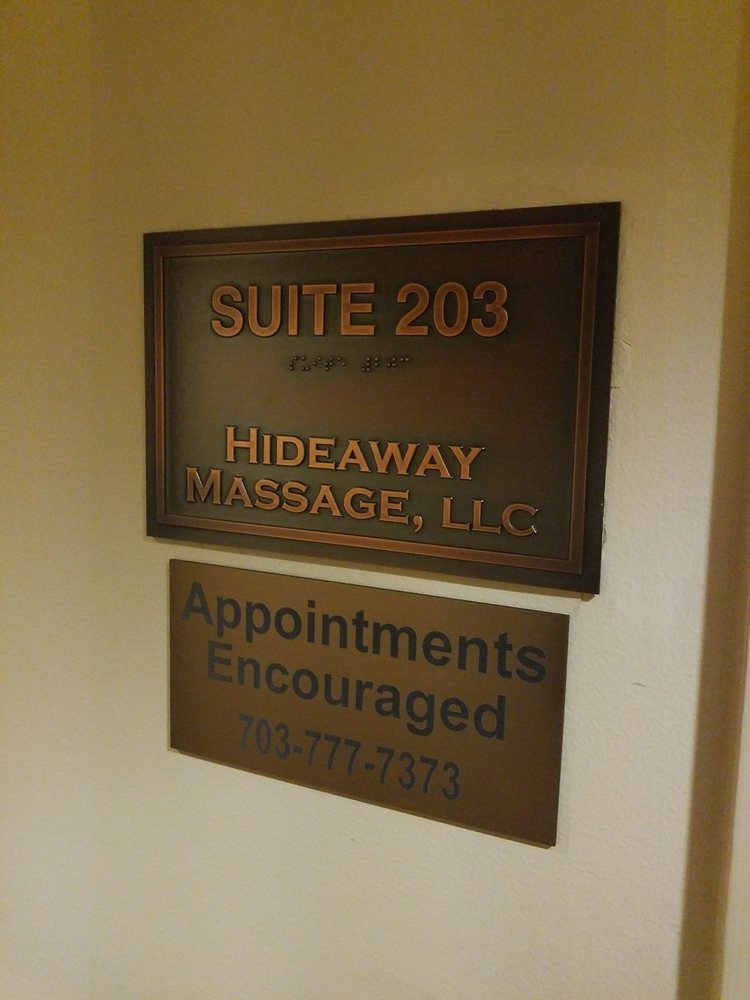 SUITE 203
HIDEAWAY
MASSAGE, LLC
Appointments
Encouraged
703-777-7373